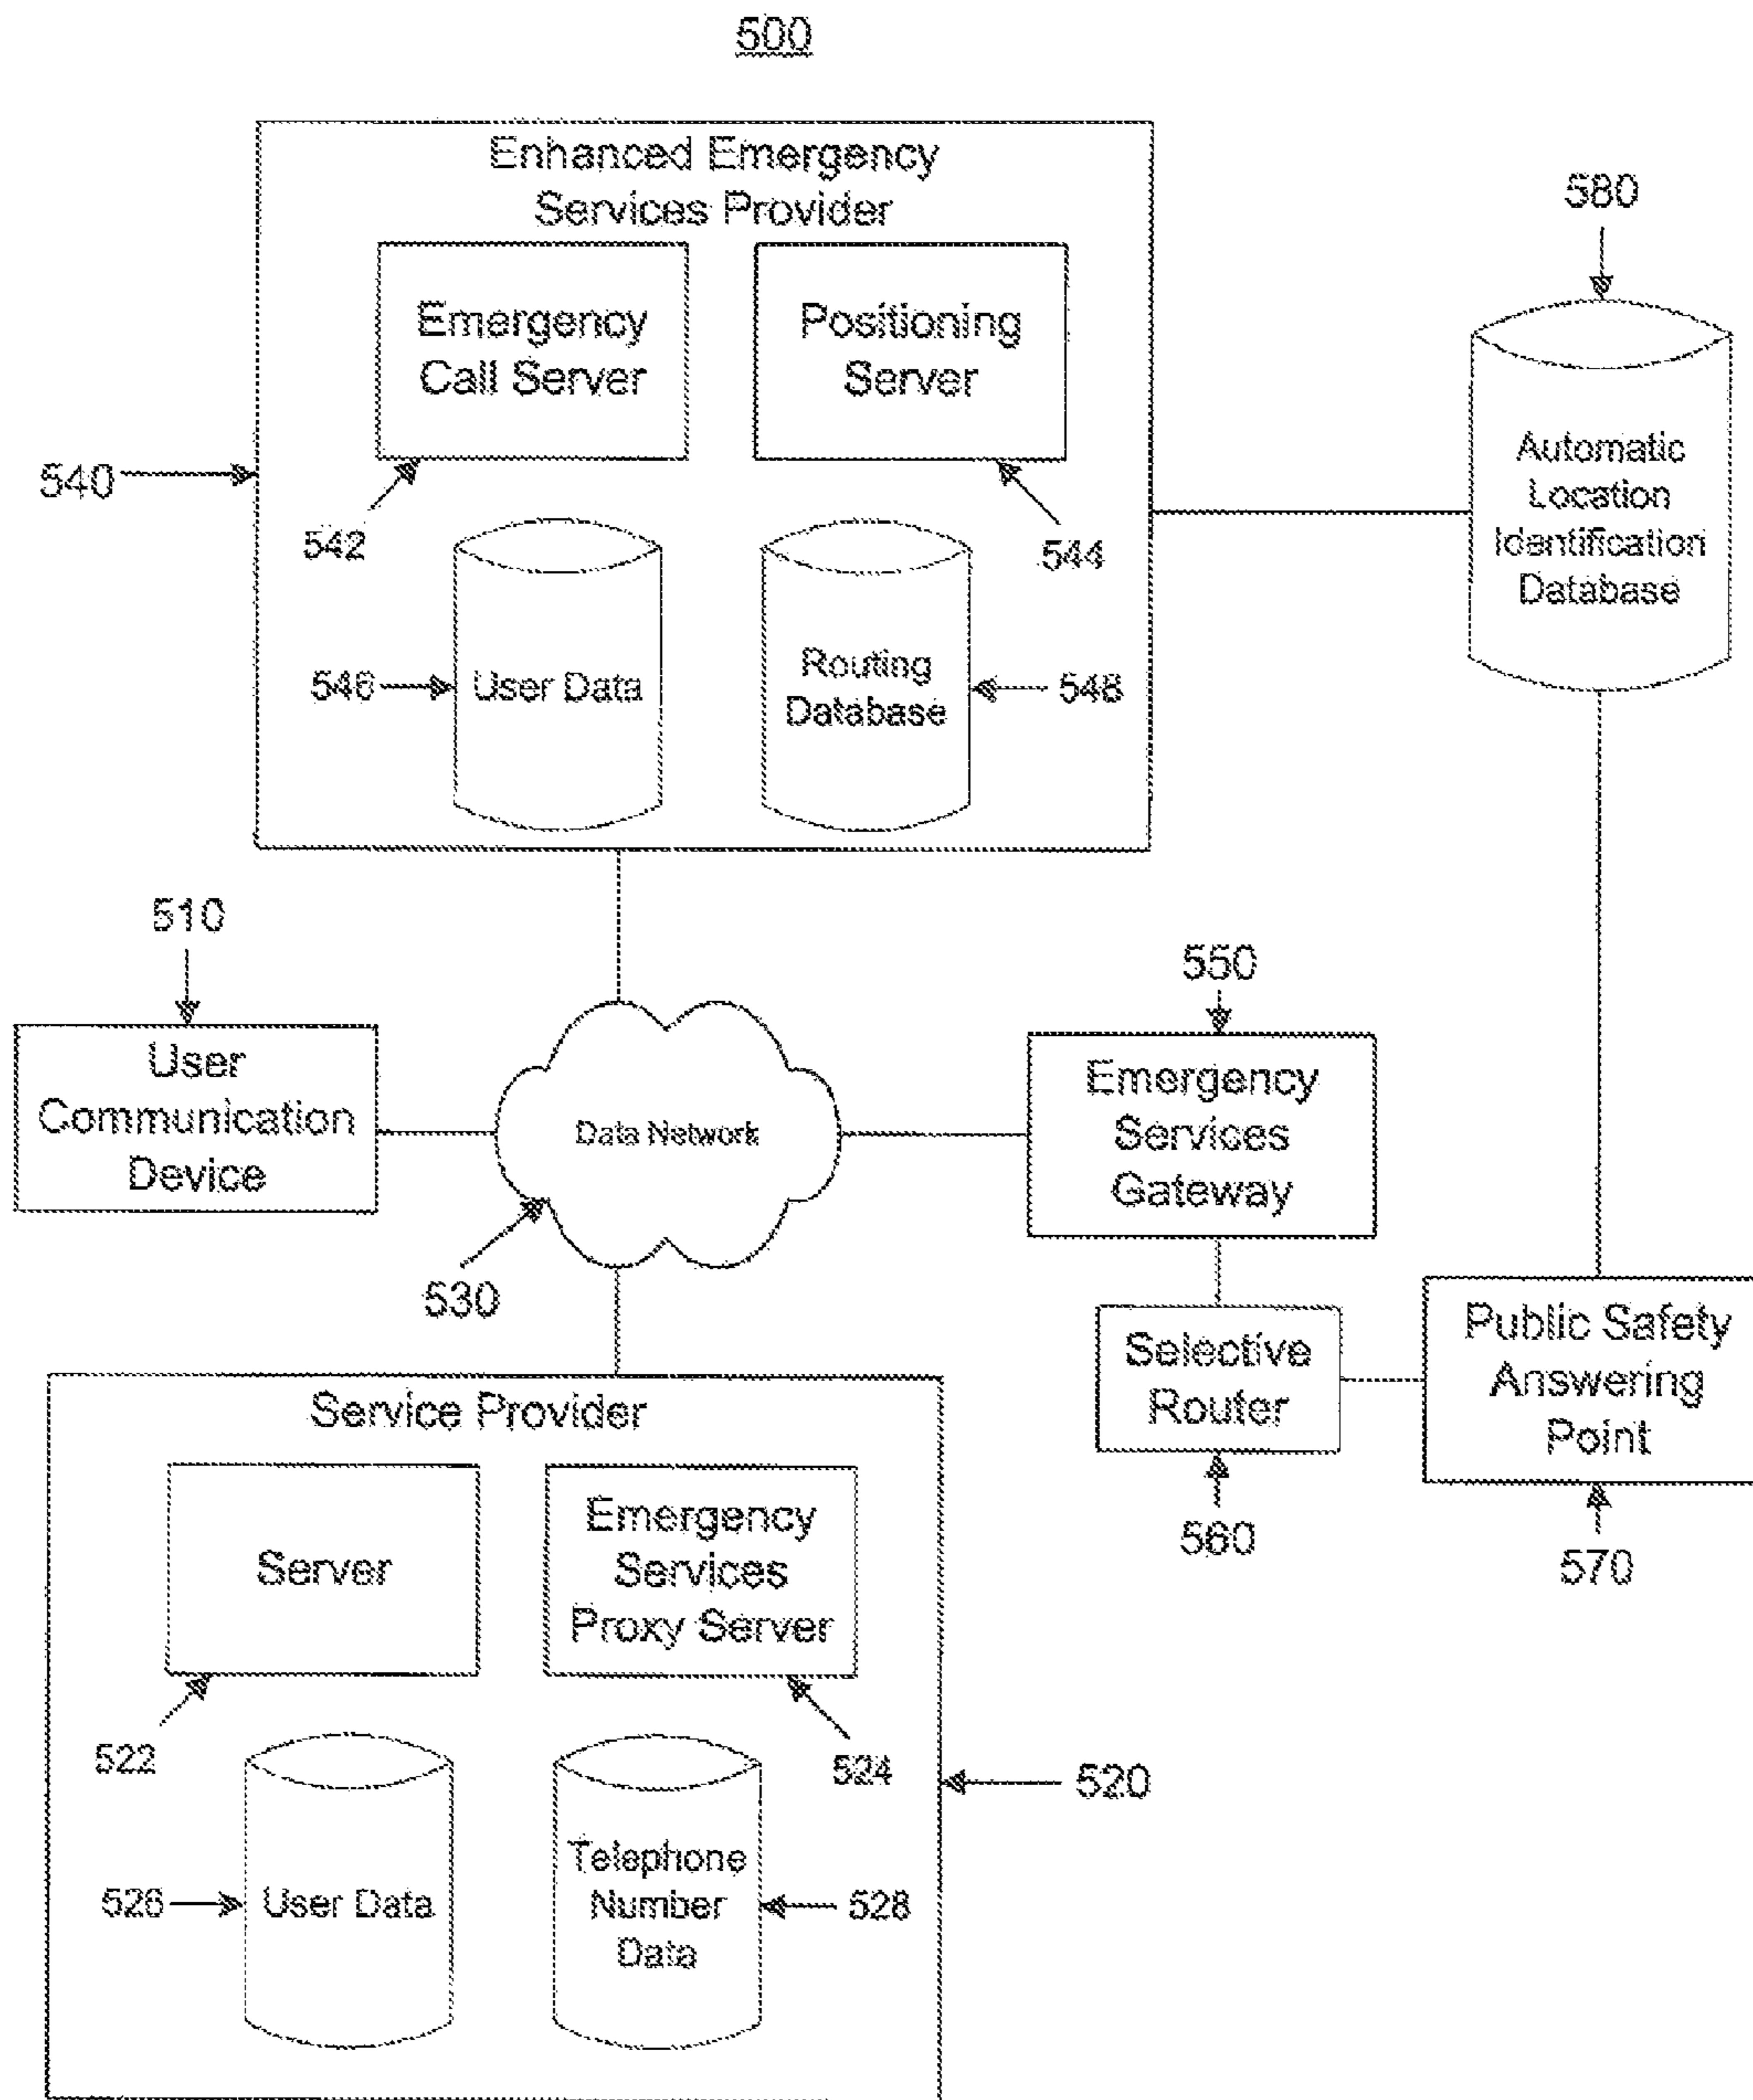 500
Enhanced Emergency
Services Provider
580
Emergency
Call Server
Positioning
Server
Automatic
Location
Identification
Database
540
542
544
546
User Data
Routing
Database
548
510
550
User
Communication
Device
Data Network
Emergency
Services
Gateway
530
Public Safety
Answering
Point
Selective
Router
Service Provider
560
570
Server
Emergency
Services
Proxy Server
522
524
520
526
User Data
Telephone
Number
Data
528